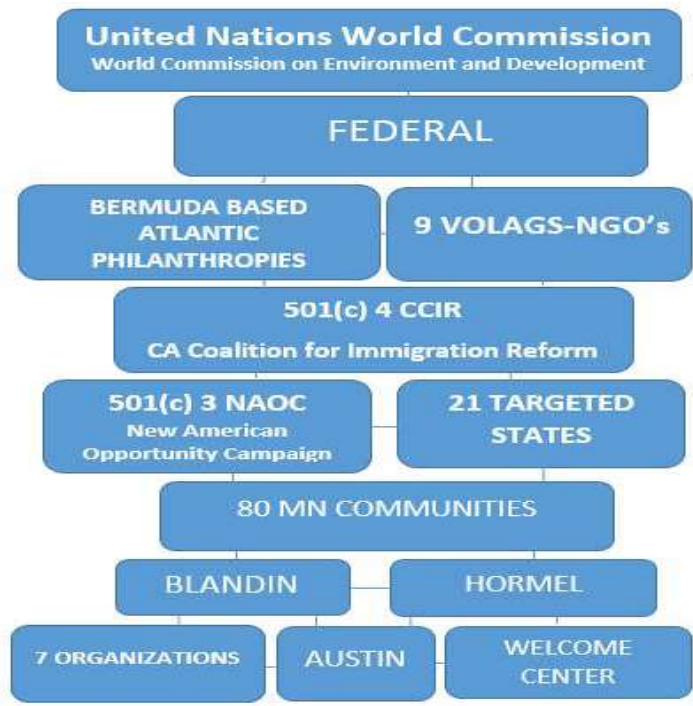 United Nations World Commission
World Commission on Environment and Development
FEDERAL
BERMUDA BASED
ATLANTIC
PHILANTHROPIES
9 VOLAGS-NGO's
501(c) 4 CCIR
CA Coalition for Immigration Reform
501(c) 3 NAOC
New American
Opportunity Campaign
21 TARGETED
STATES
80 MN COMMUNITIES
BLANDIN
HORMEL
7 ORGANIZATIONS
AUSTIN
WELCOME
CENTER